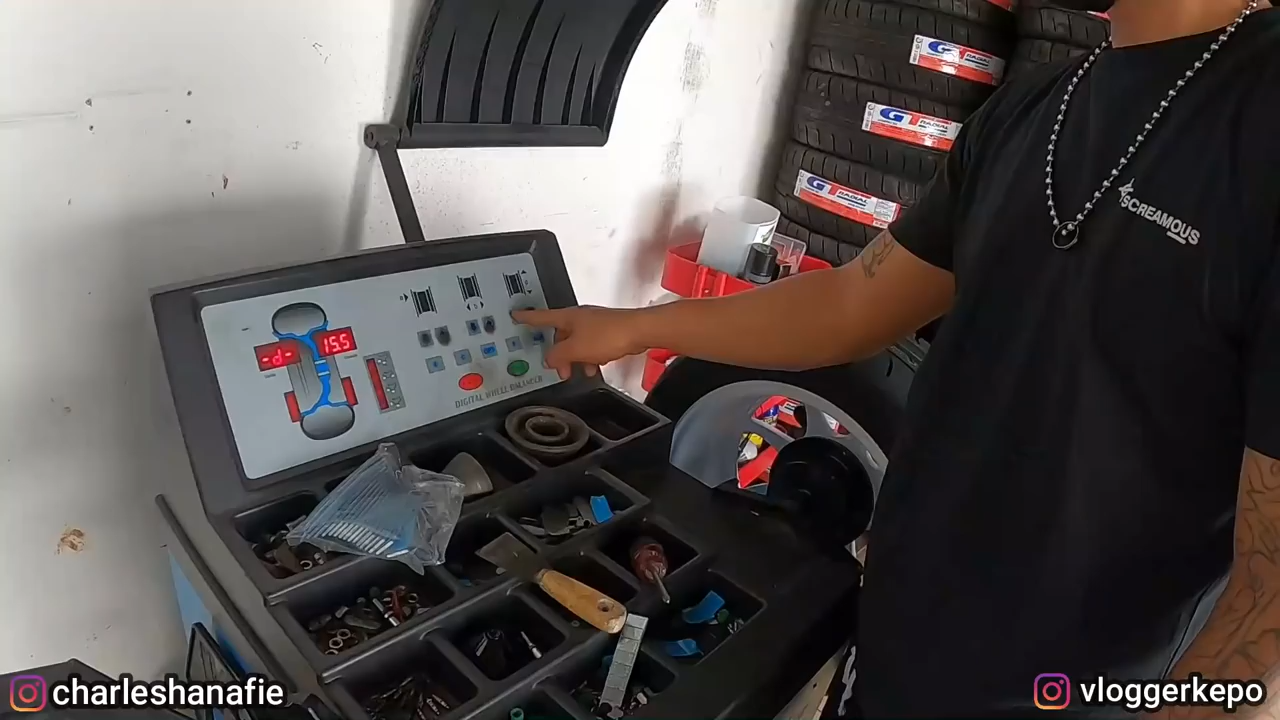 GT RADIAL
GT RADIAL
GT RADIAL
SCREAMOUS
-d-
15.5
DIGITAL WHEEL BALANCER
charleshanafie
vloggerkepo